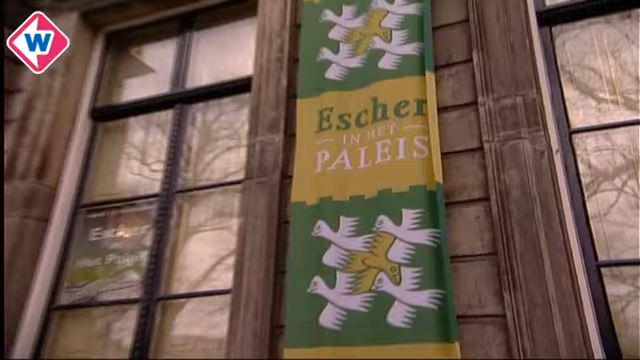 W
Escher
IN HET
PALEIS
Escher
Het Paleis